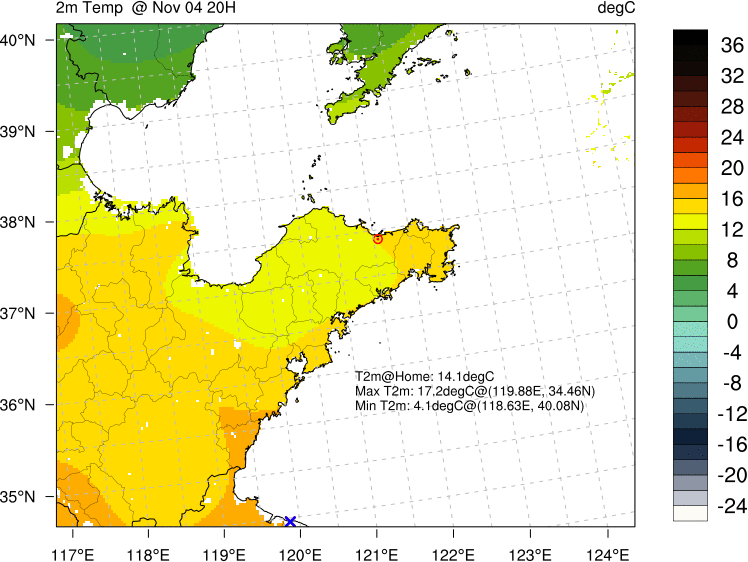 2m Temp @ Nov 04 20H
degC
40°N
39°N
38°N
37°N
36°N
35°N
T2m@Home: 14.1degC
Max T2m: 17.2degC@(119.88E, 34.46N)
Min T2m: 4.1degC@(118.63E, 40.08N)
117°E 118°E 119°E 120°E 121°E 122°E 123°E 124°E
36
32
28
24
20
16
12
8
4
0
-4
-8
-12
-16
-20
-24